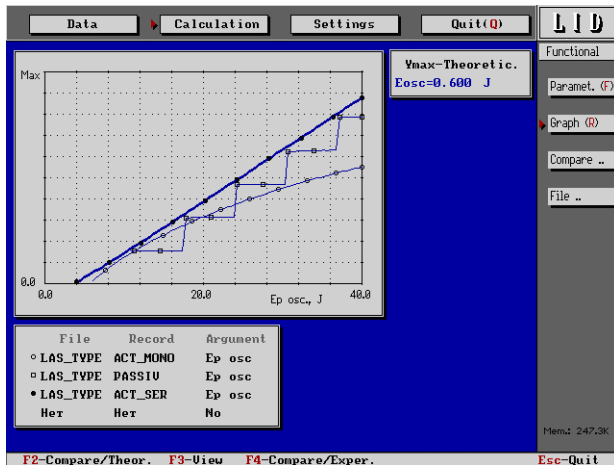 Data Calculation Settings Quit(Q) LID
Functional
Ymax-Theoretic.
Eosc=0.600 J
Paramet. (F)
Graph (R)
Compare ..
File ..
Max
0.0
0.0 20.0 40.0
Ep osc., J
File Record Argument
LAS_TYPE ACT_MONO Ep osc
LAS_TYPE PASSIV Ep osc
LAS_TYPE ACT_SER Ep osc
Нет Нет No
Mem.: 247.3K
F2-Compare/Theor. F3-View F4-Compare/Exper. Esc-Quit